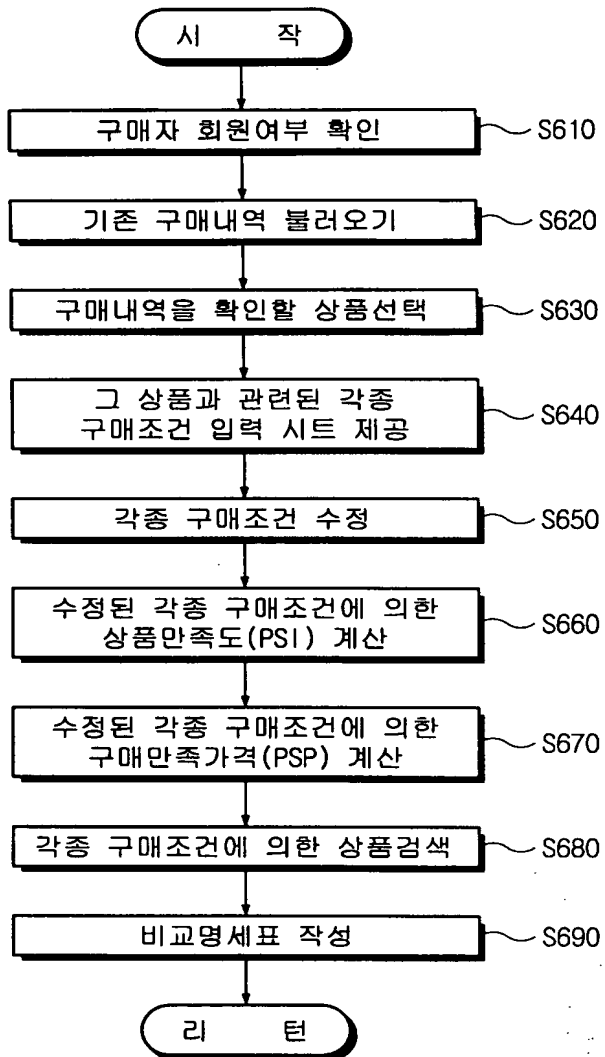 시 작
구매자 회원여부 확인
S610
기존 구매내역 불러오기
S620
구매내역을 확인할 상품선택
S630
그 상품과 관련된 각종
구매조건 입력 시트 제공
S640
각종 구매조건 수정
S650
수정된 각종 구매조건에 의한
상품만족도(PSI) 계산
S660
수정된 각종 구매조건에 의한
구매만족가격(PSP) 계산
S670
각종 구매조건에 의한 상품검색
S680
비교명세표 작성
S690
리 턴